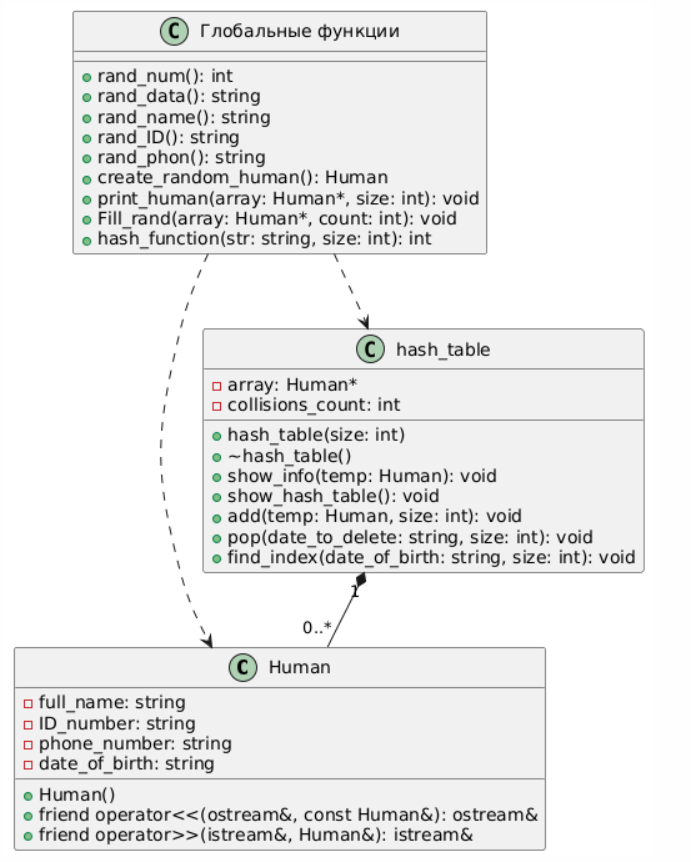 C Глобальные функции
rand_num(): int
rand_data(): string
rand_name(): string
rand_ID(): string
rand_phon(): string
create_random_human(): Human
print_human(array: Human*, size: int): void
Fill_rand(array: Human*, count: int): void
hash_function(str: string, size: int): int
C hash_table
array: Human*
collisions_count: int
hash_table(size: int)
~hash_table()
show_info(temp: Human): void
show_hash_table(): void
add(temp: Human, size: int): void
pop(date_to_delete: string, size: int): void
find_index(date_of_birth: string, size: int): void
1
0..*
C Human
full_name: string
ID_number: string
phone_number: string
date_of_birth: string
Human()
friend operator<<(ostream&, const Human&): ostream&
friend operator>>(istream&, Human&): istream&